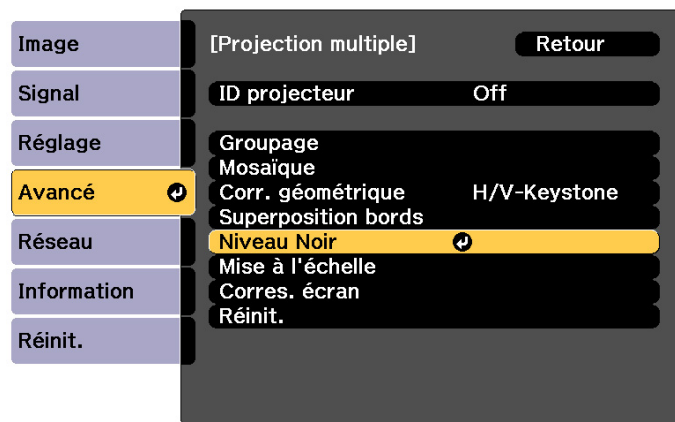 Image
Signal
Réglage
Avancé
Réseau
Information
Réinit.
[Projection multiple] Retour
ID projecteur Off
Groupage
Mosaïque
Corr. géométrique H/V-Keystone
Superposition bords
Niveau Noir
Mise à l'échelle
Corres. écran
Réinit.